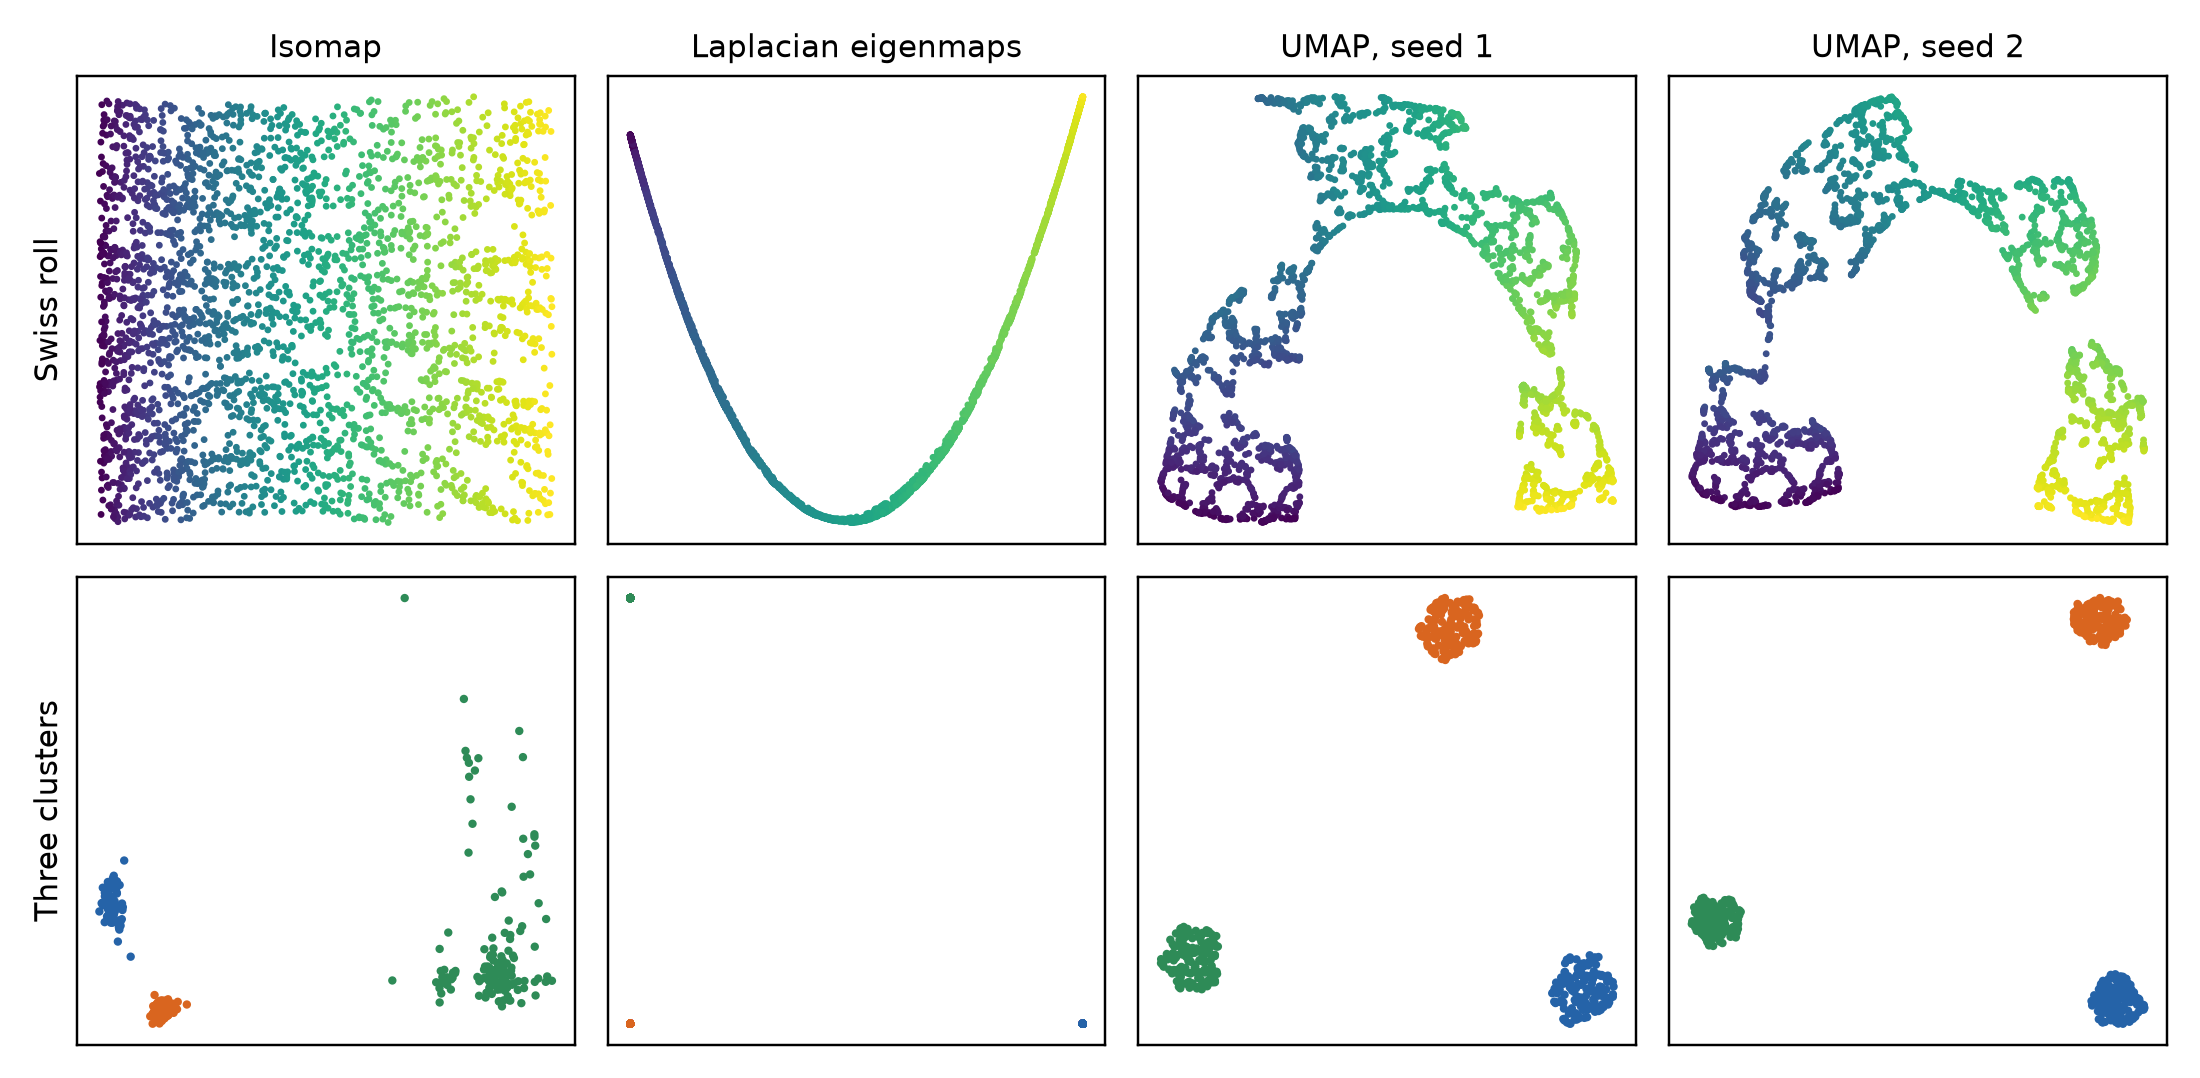 Isomap
Laplacian eigenmaps
UMAP, seed 1
UMAP, seed 2
Swiss roll
Three clusters